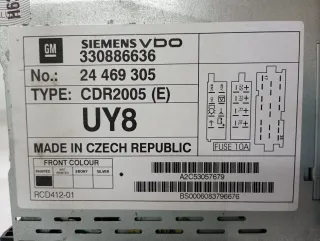 GM SIEMENS VDO
330886636
No.: 24 469 305
TYPE: CDR2005 (E)
UY8
MADE IN CZECH REPUBLIC
FUSE 10A
FRONT COLOUR
EBONY SILVER
A2C53057679
RCD412-01
BS0006083796676